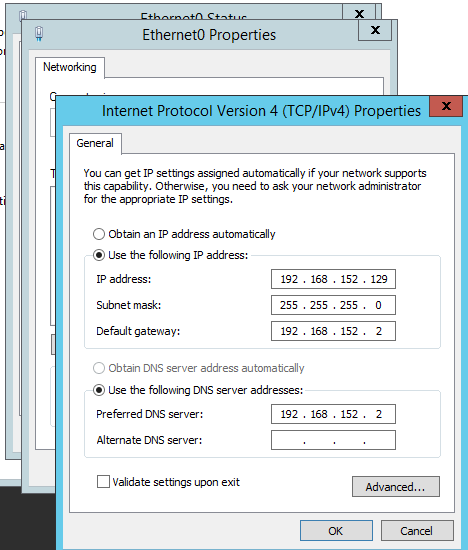 Ethernet0 Status
x
Ethernet0 Properties
x
Networking
Internet Protocol Version 4 (TCP/IPv4) Properties
x
General
You can get IP settings assigned automatically if your network supports
this capability. Otherwise, you need to ask your network administrator
for the appropriate IP settings.
Obtain an IP address automatically
Use the following IP address:
IP address: 192 . 168 . 152 . 129
Subnet mask: 255 . 255 . 255 . 0
Default gateway: 192 . 168 . 152 . 2
Obtain DNS server address automatically
Use the following DNS server addresses:
Preferred DNS server: 192 . 168 . 152 . 2
Alternate DNS server: . . .
Validate settings upon exit
Advanced...
OK Cancel